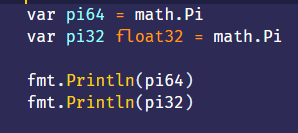 var pi64 = math.Pi
var pi32 float32 = math.Pi
fmt.Println(pi64)
fmt.Println(pi32)